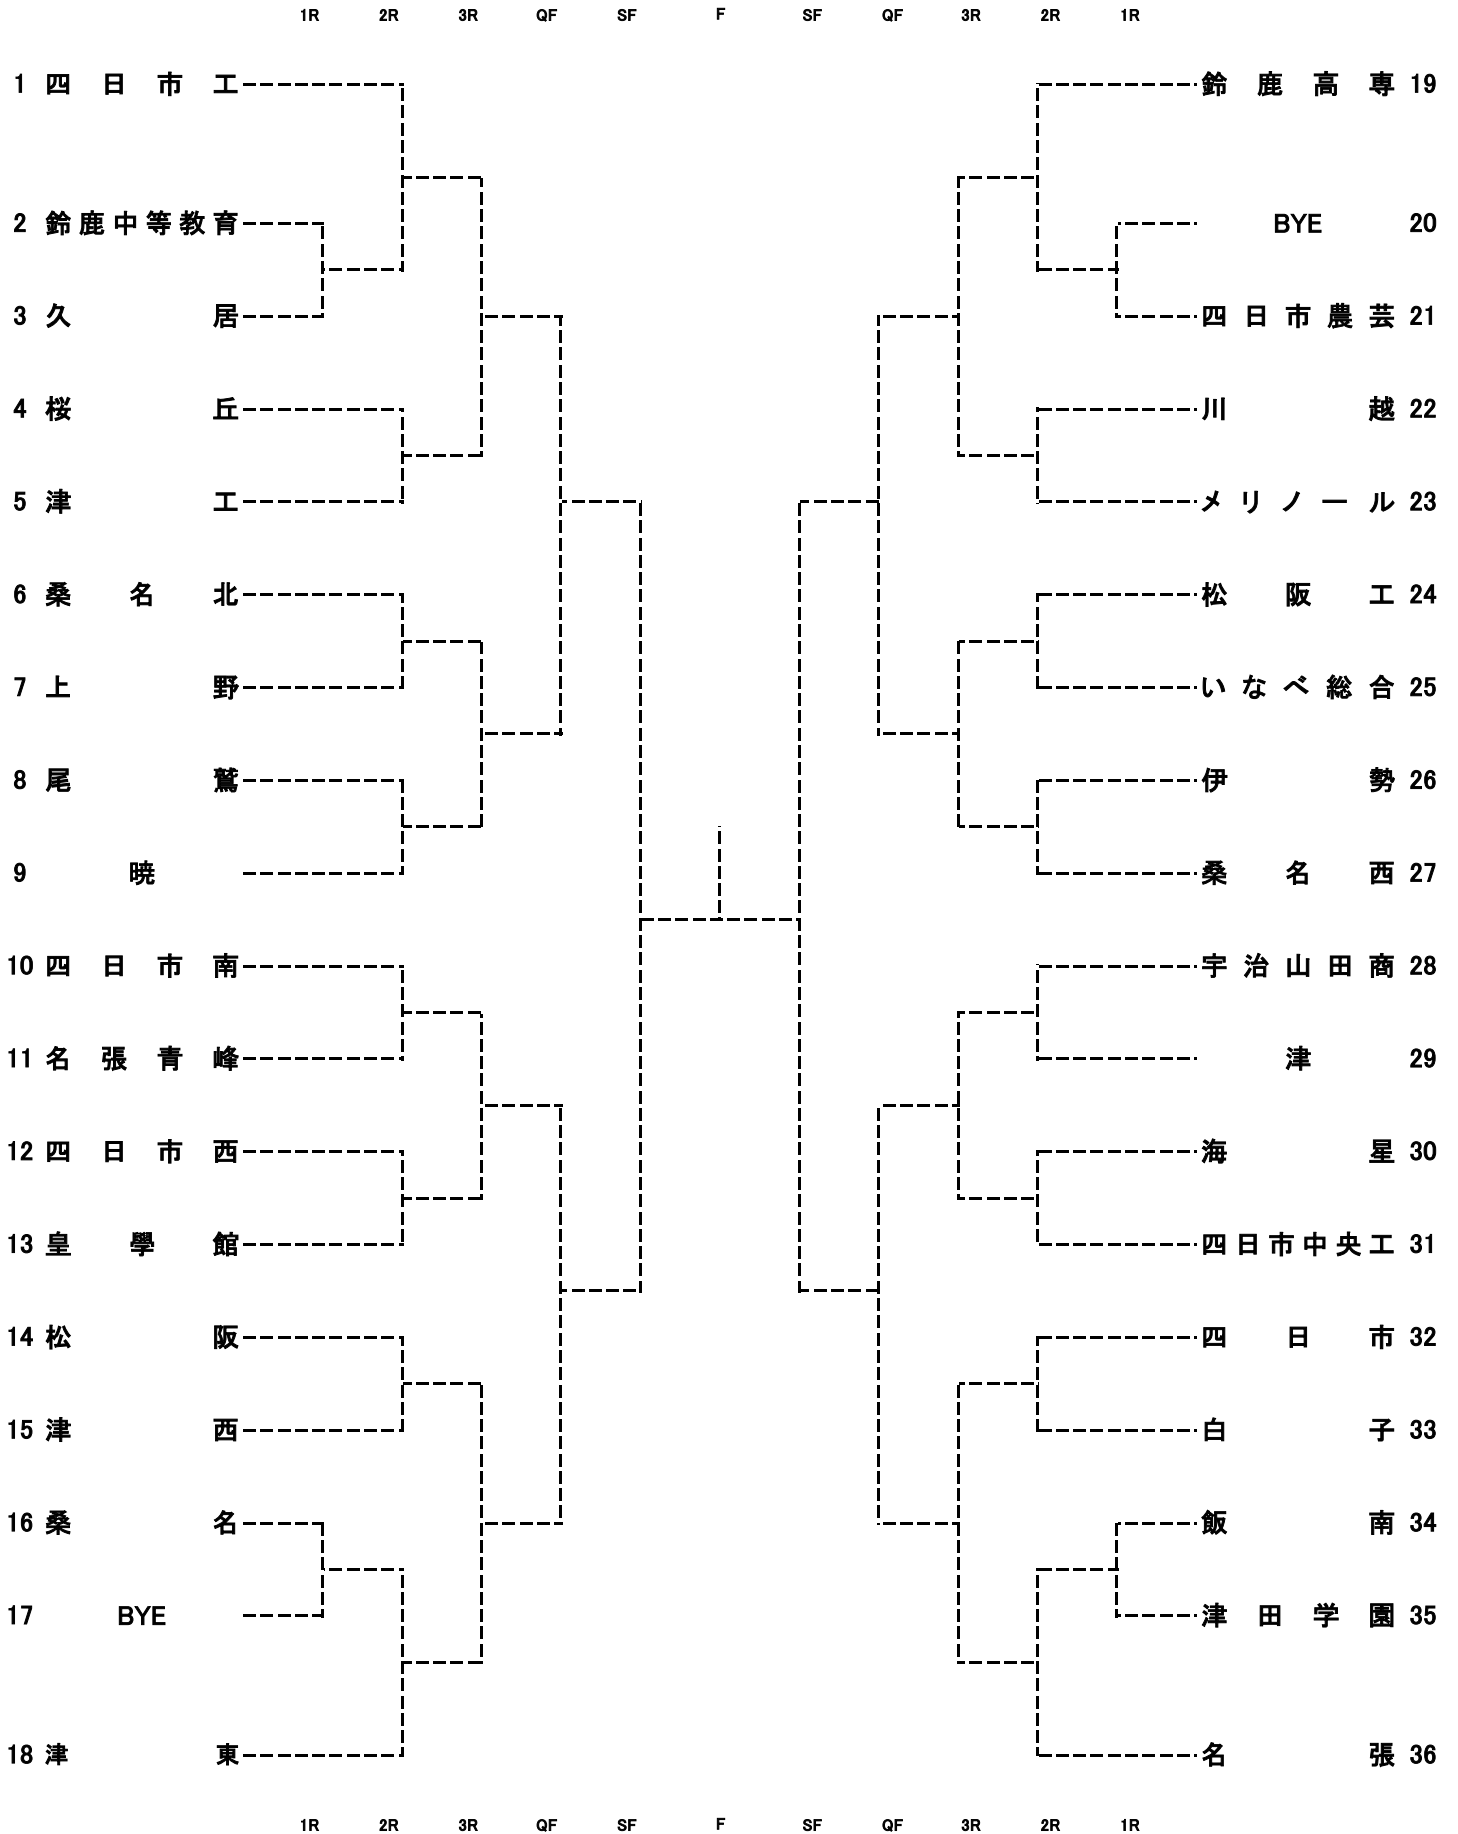 1R 2R 3R QF SF F SF QF 3R 2R 1R
1 四日市工 鈴鹿高専 19
2 鈴鹿中等教育 BYE 20
3 久居 四日市農芸 21
4 桜丘 川越 22
5 津工 メリノール 23
6 桑名北 松阪工 24
7 上野 いなべ総合 25
8 尾鷲 伊勢 26
9 暁 桑名西 27
10 四日市南 宇治山田商 28
11 名張青峰 津 29
12 四日市西 海星 30
13 皇學館 四日市中央工 31
14 松阪 四日市 32
15 津西 白子 33
16 桑名 飯南 34
17 BYE 津田学園 35
18 津東 名張 36
1R 2R 3R QF SF F SF QF 3R 2R 1R